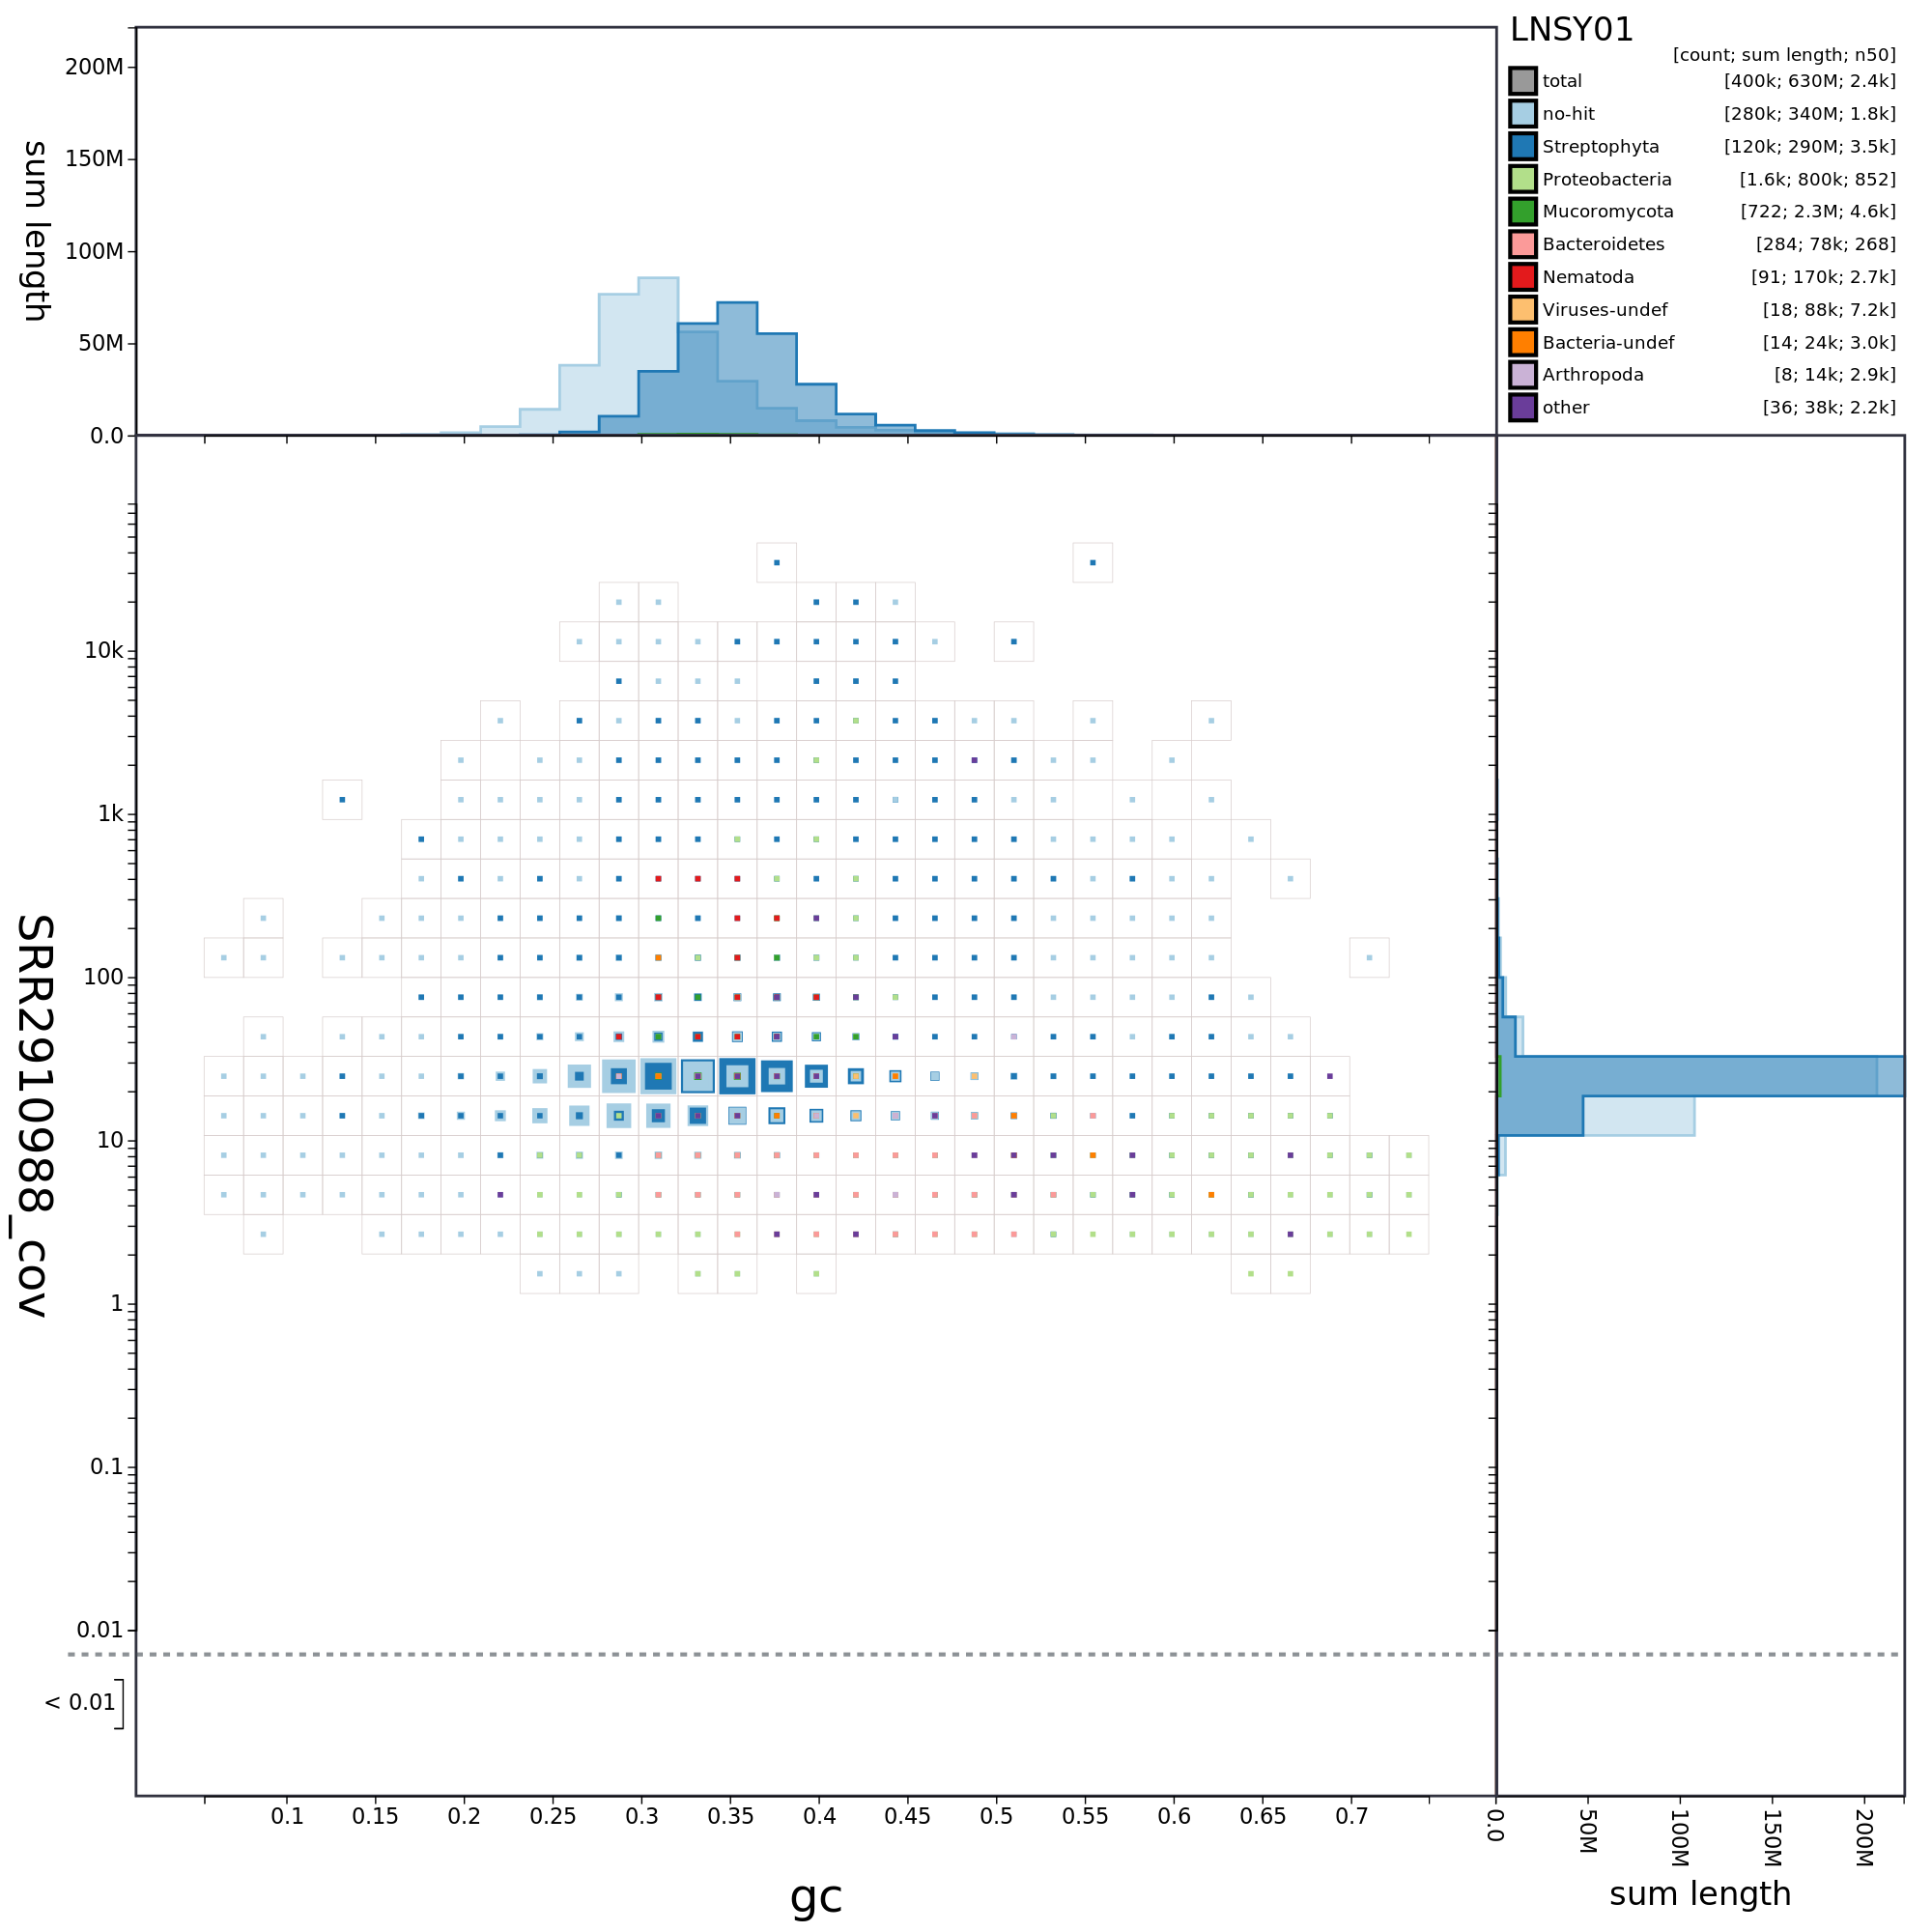 LNSY01
[count; sum length; n50]
total [400k; 630M; 2.4k]
no-hit [280k; 340M; 1.8k]
Streptophyta [120k; 290M; 3.5k]
Proteobacteria [1.6k; 800k; 852]
Mucoromycota [722; 2.3M; 4.6k]
Bacteroidetes [284; 78k; 268]
Nematoda [91; 170k; 2.7k]
Viruses-undef [18; 88k; 7.2k]
Bacteria-undef [14; 24k; 3.0k]
Arthropoda [8; 14k; 2.9k]
other [36; 38k; 2.2k]
sum length
200M
150M
100M
50M
0.0
SRR2910988_cov
10k
1k
100
10
1
0.1
0.01
< 0.01
0.1 0.15 0.2 0.25 0.3 0.35 0.4 0.45 0.5 0.55 0.6 0.65 0.7
gc
0.0 50M 100M 150M 200M
sum length